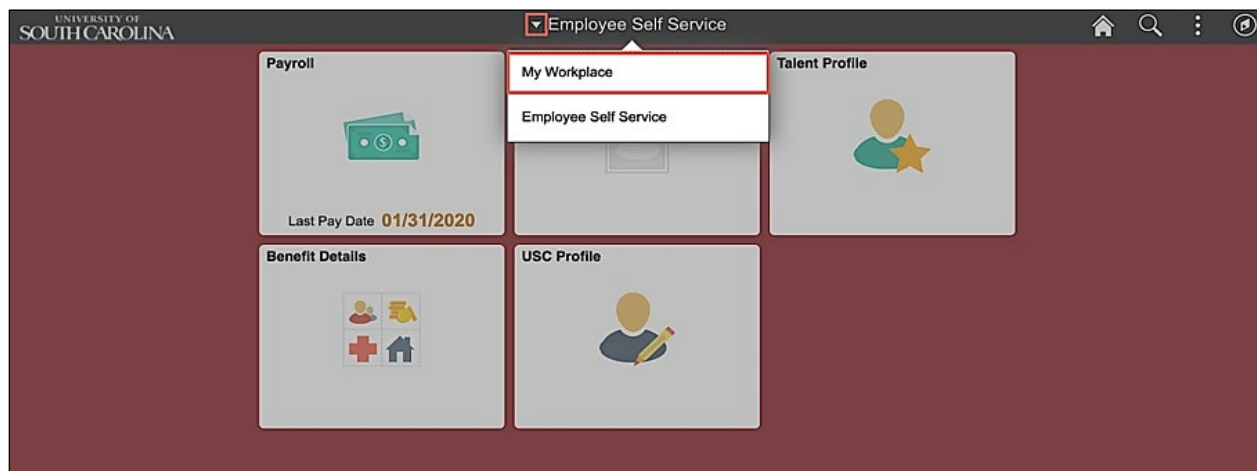 UNIVERSITY OF
SOUTH CAROLINA
Employee Self Service
My Workplace
Employee Self Service
Payroll
Last Pay Date 01/31/2020
Talent Profile
Benefit Details
USC Profile